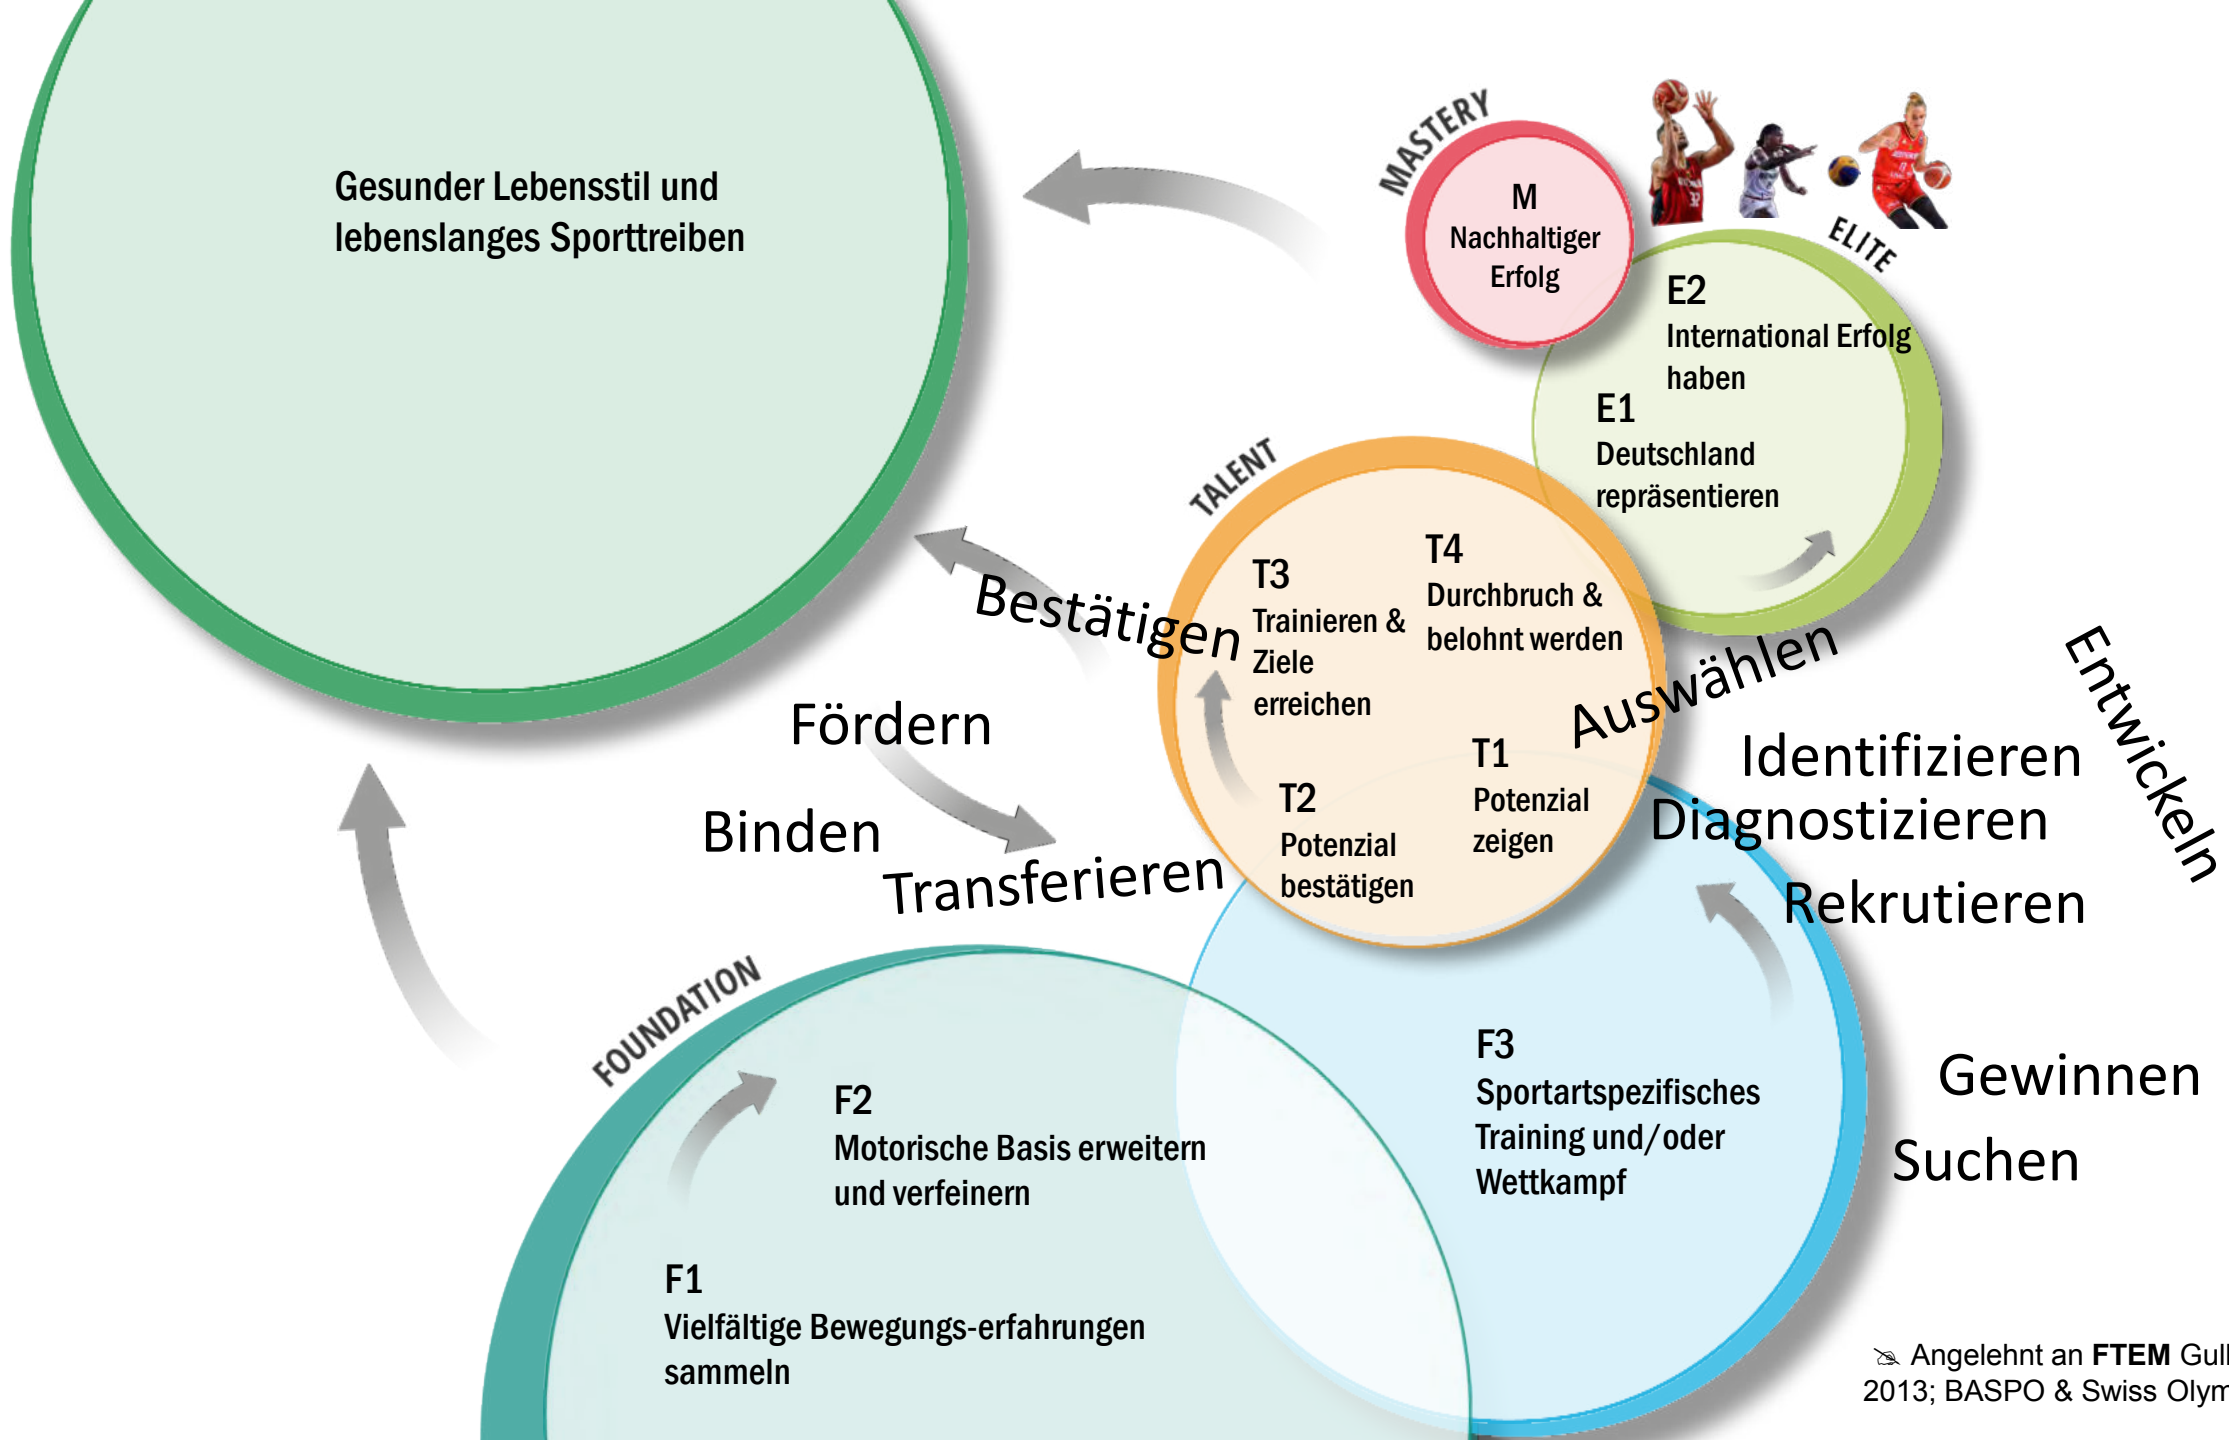 Gesunder Lebensstil und
lebenslanges Sporttreiben
MASTERY
M
Nachhaltiger
Erfolg
ELITE
E2
International Erfolg
haben
E1
Deutschland
repräsentieren
TALENT
T4
Durchbruch &
belohnt werden
T3
Trainieren &
Ziele
erreichen
Bestätigen
Auswählen
Entwickeln
Fördern
Identifizieren
T1
Potenzial
zeigen
T2
Potenzial
bestätigen
Diagnostizieren
Binden
Transferieren
Rekrutieren
FOUNDATION
F3
Sportartspezifisches
Training und/oder
Wettkampf
Gewinnen
Suchen
F2
Motorische Basis erweitern
und verfeinern
F1
Vielfältige Bewegungs-erfahrungen
sammeln
Angelehnt an FTEM
2013; BASPO & Swiss